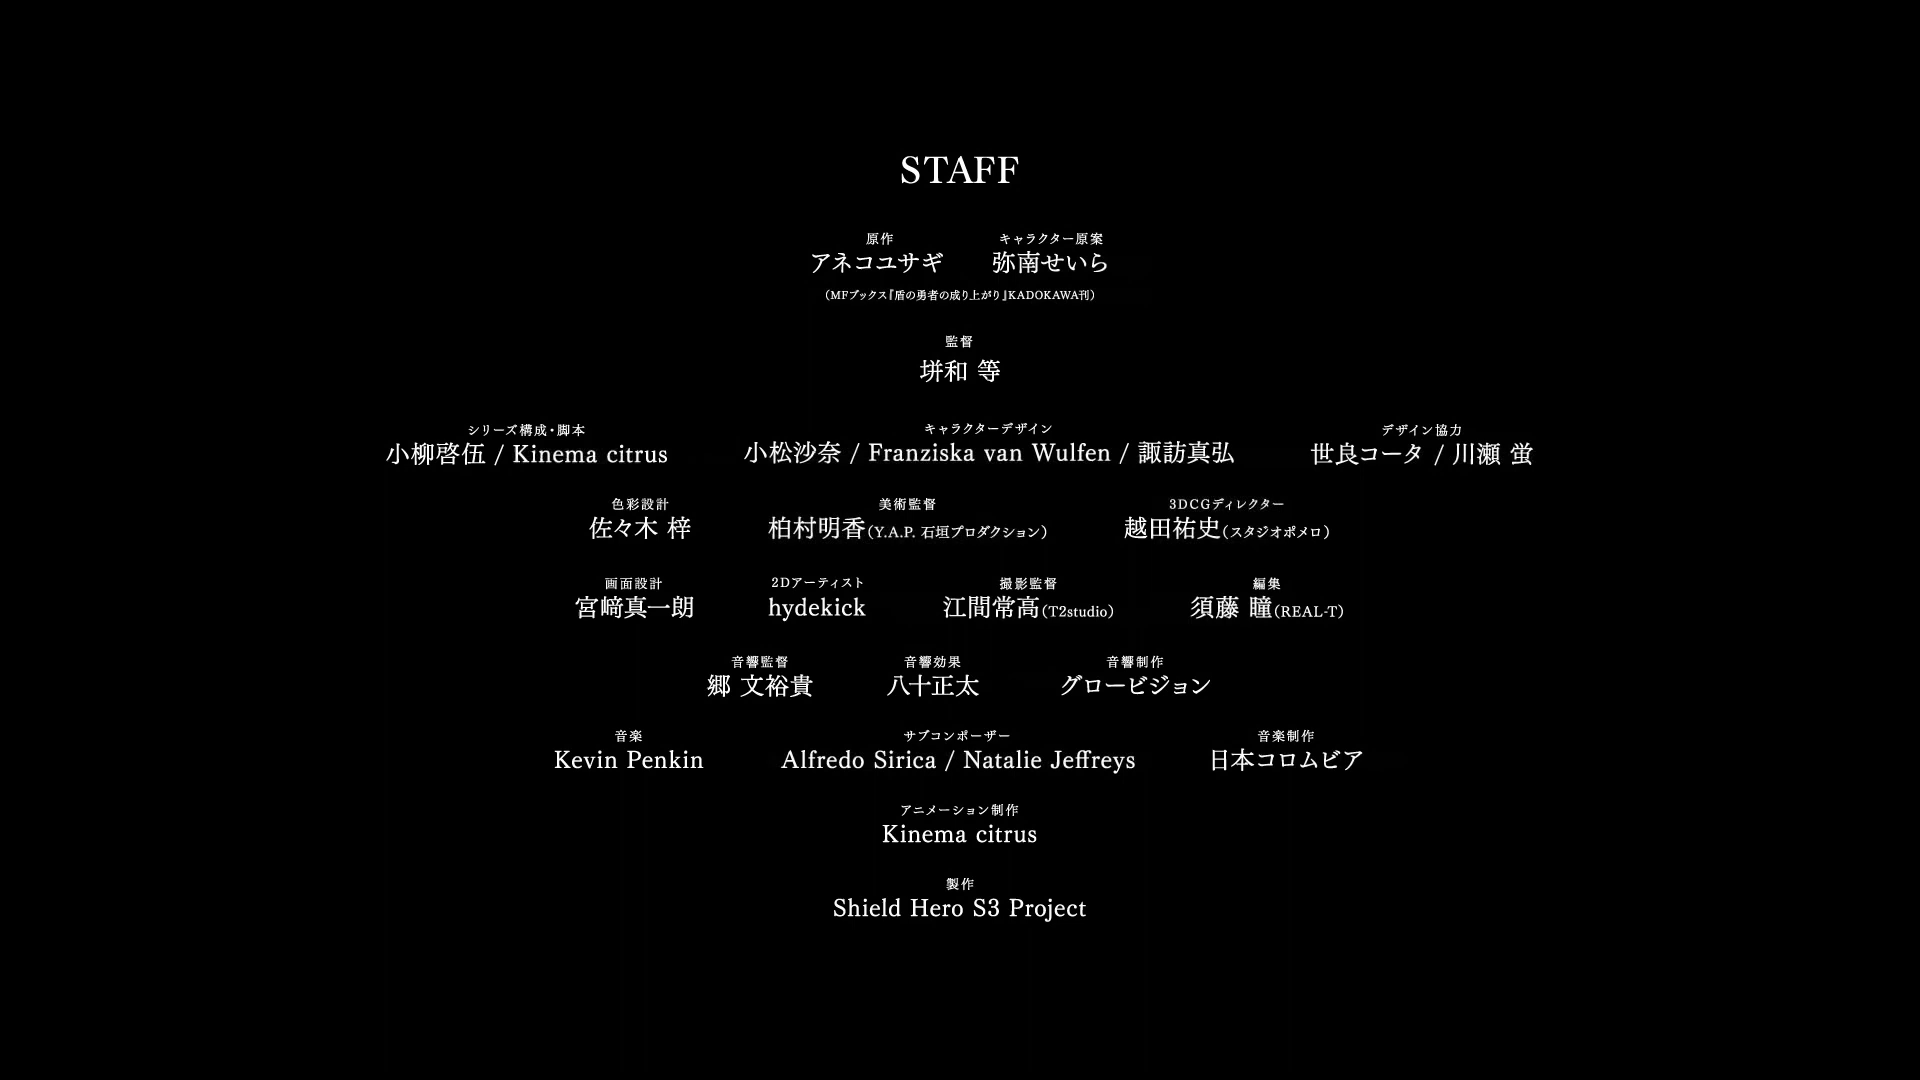 STAFF
原作 キャラクター原案
アネコユサギ 弥南せいら
(MFブックス『盾の勇者の成り上がり』KADOKAWA刊)
監督
垪和 等
シリーズ構成・脚本 キャラクターデザイン デザイン協力
小柳啓伍 / Kinema citrus 小松沙奈 / Franziska van Wulfen / 諏訪真弘 世良コータ / 川瀬 蛍
色彩設計 美術監督 3DCGディレクター
佐々木 梓 柏村明香(Y.A.P. 石垣プロダクション) 越田祐史(スタジオポメロ)
画面設計 2Dアーティスト 撮影監督 編集
宮﨑真一朗 hydekick 江間常高(T2studio) 須藤 瞳(REAL-T)
音響監督 音響効果 音響制作
郷 文裕貴 八十正太 グロービジョン
音楽 サブコンポーザー 音楽制作
Kevin Penkin Alfredo Sirica / Natalie Jeffreys 日本コロムビア
アニメーション制作
Kinema citrus
製作
Shield Hero S3 Project